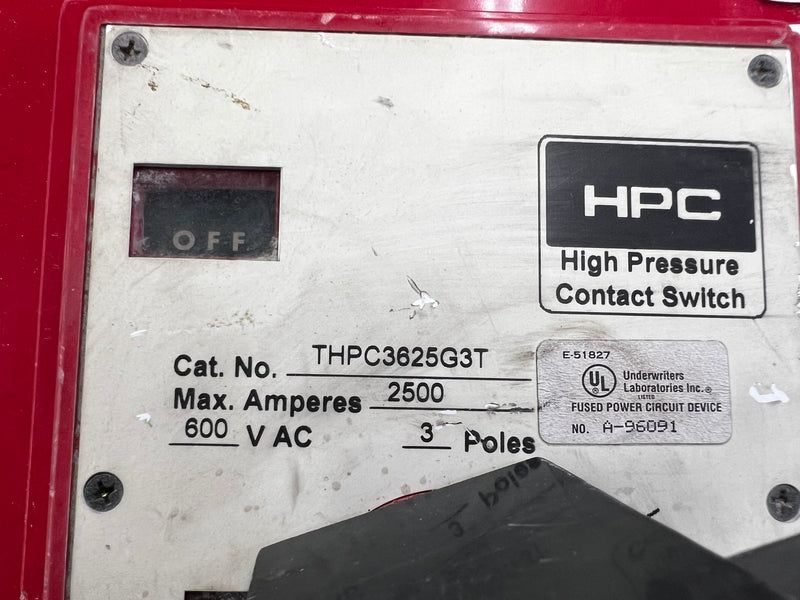 OFF
HPC
High Pressure
Contact Switch
Cat. No. THPC3625G3T
Max. Amperes 2500
600 V AC 3 Poles
E-51827
UL
Underwriters
Laboratories Inc.®
LISTED
FUSED POWER CIRCUIT DEVICE
NO. A-96091